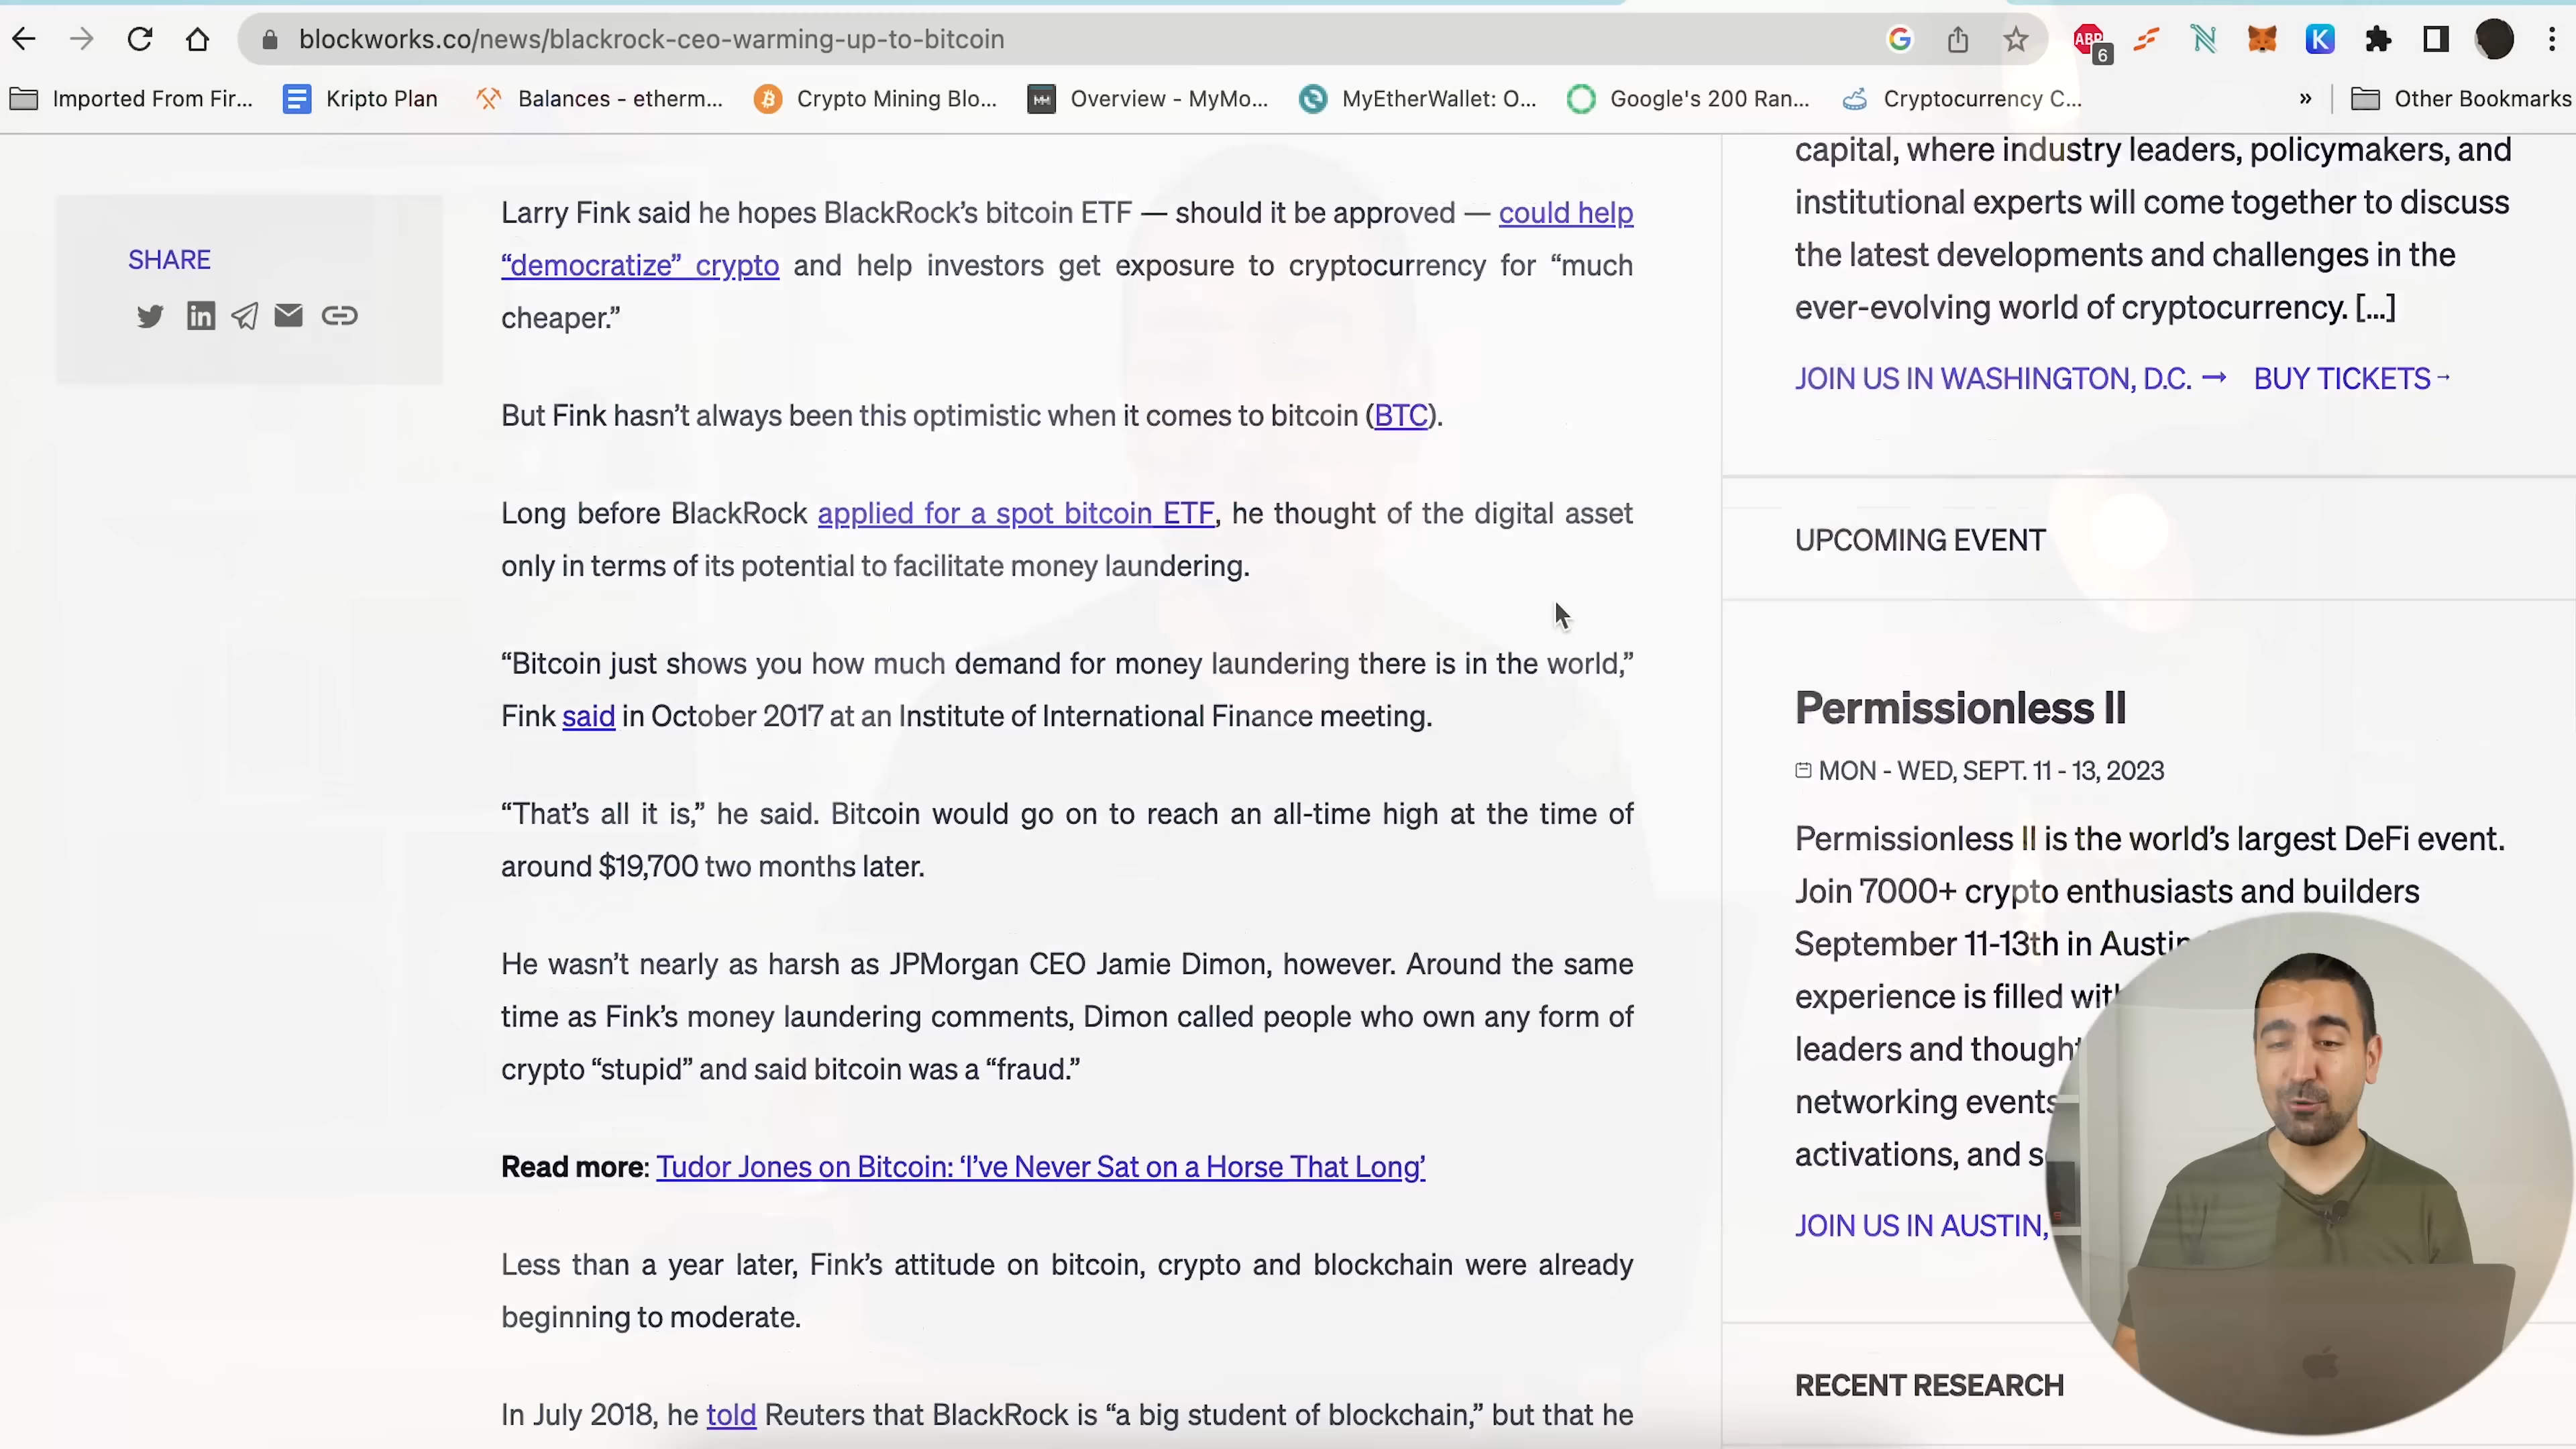 blockworks.co/news/blackrock-ceo-warming-up-to-bitcoin
ABP
6
K
Imported From Fir...
Kripto Plan
Balances - etherm...
Crypto Mining Blo...
Overview - MyMo...
MyEtherWallet: O...
Google's 200 Ran...
Cryptocurrency C...
»
Other Bookmarks
SHARE
Larry Fink said he hopes BlackRock’s bitcoin ETF — should it be approved — could help
“democratize” crypto and help investors get exposure to cryptocurrency for “much
cheaper.”
But Fink hasn’t always been this optimistic when it comes to bitcoin (BTC).
Long before BlackRock applied for a spot bitcoin ETF, he thought of the digital asset
only in terms of its potential to facilitate money laundering.
“Bitcoin just shows you how much demand for money laundering there is in the world,”
Fink said in October 2017 at an Institute of International Finance meeting.
“That’s all it is,” he said. Bitcoin would go on to reach an all-time high at the time of
around $19,700 two months later.
He wasn’t nearly as harsh as JPMorgan CEO Jamie Dimon, however. Around the same
time as Fink’s money laundering comments, Dimon called people who own any form of
crypto “stupid” and said bitcoin was a “fraud.”
Read more: Tudor Jones on Bitcoin: ‘I’ve Never Sat on a Horse That Long’
Less than a year later, Fink’s attitude on bitcoin, crypto and blockchain were already
beginning to moderate.
In July 2018, he told Reuters that BlackRock is “a big student of blockchain,” but that he
capital, where industry leaders, policymakers, and
institutional experts will come together to discuss
the latest developments and challenges in the
ever-evolving world of cryptocurrency. [...]
JOIN US IN WASHINGTON, D.C. → BUY TICKETS →
UPCOMING EVENT
Permissionless II
MON - WED, SEPT. 11 - 13, 2023
Permissionless II is the world’s largest DeFi event.
Join 7000+ crypto enthusiasts and builders
September 11-13th in Austin
experience is filled with
leaders and thought
networking events
activations, and s
JOIN US IN AUSTIN,
RECENT RESEARCH